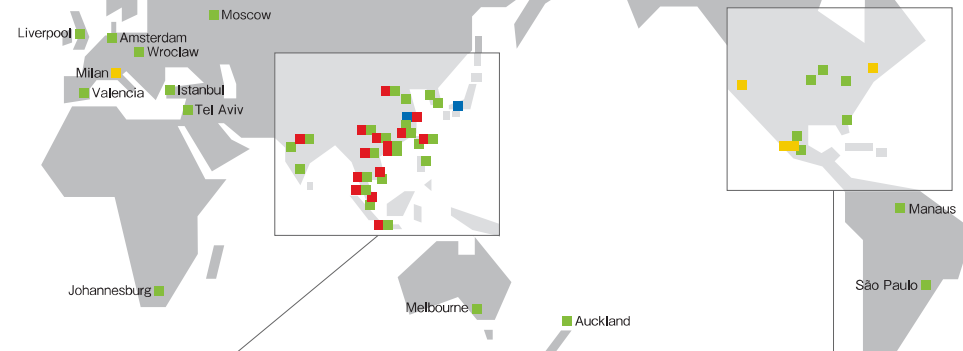 Moscow
Liverpool
Amsterdam
Wroclaw
Milan
Valencia
Istanbul
Tel Aviv
Manaus
São Paulo
Johannesburg
Melbourne
Auckland